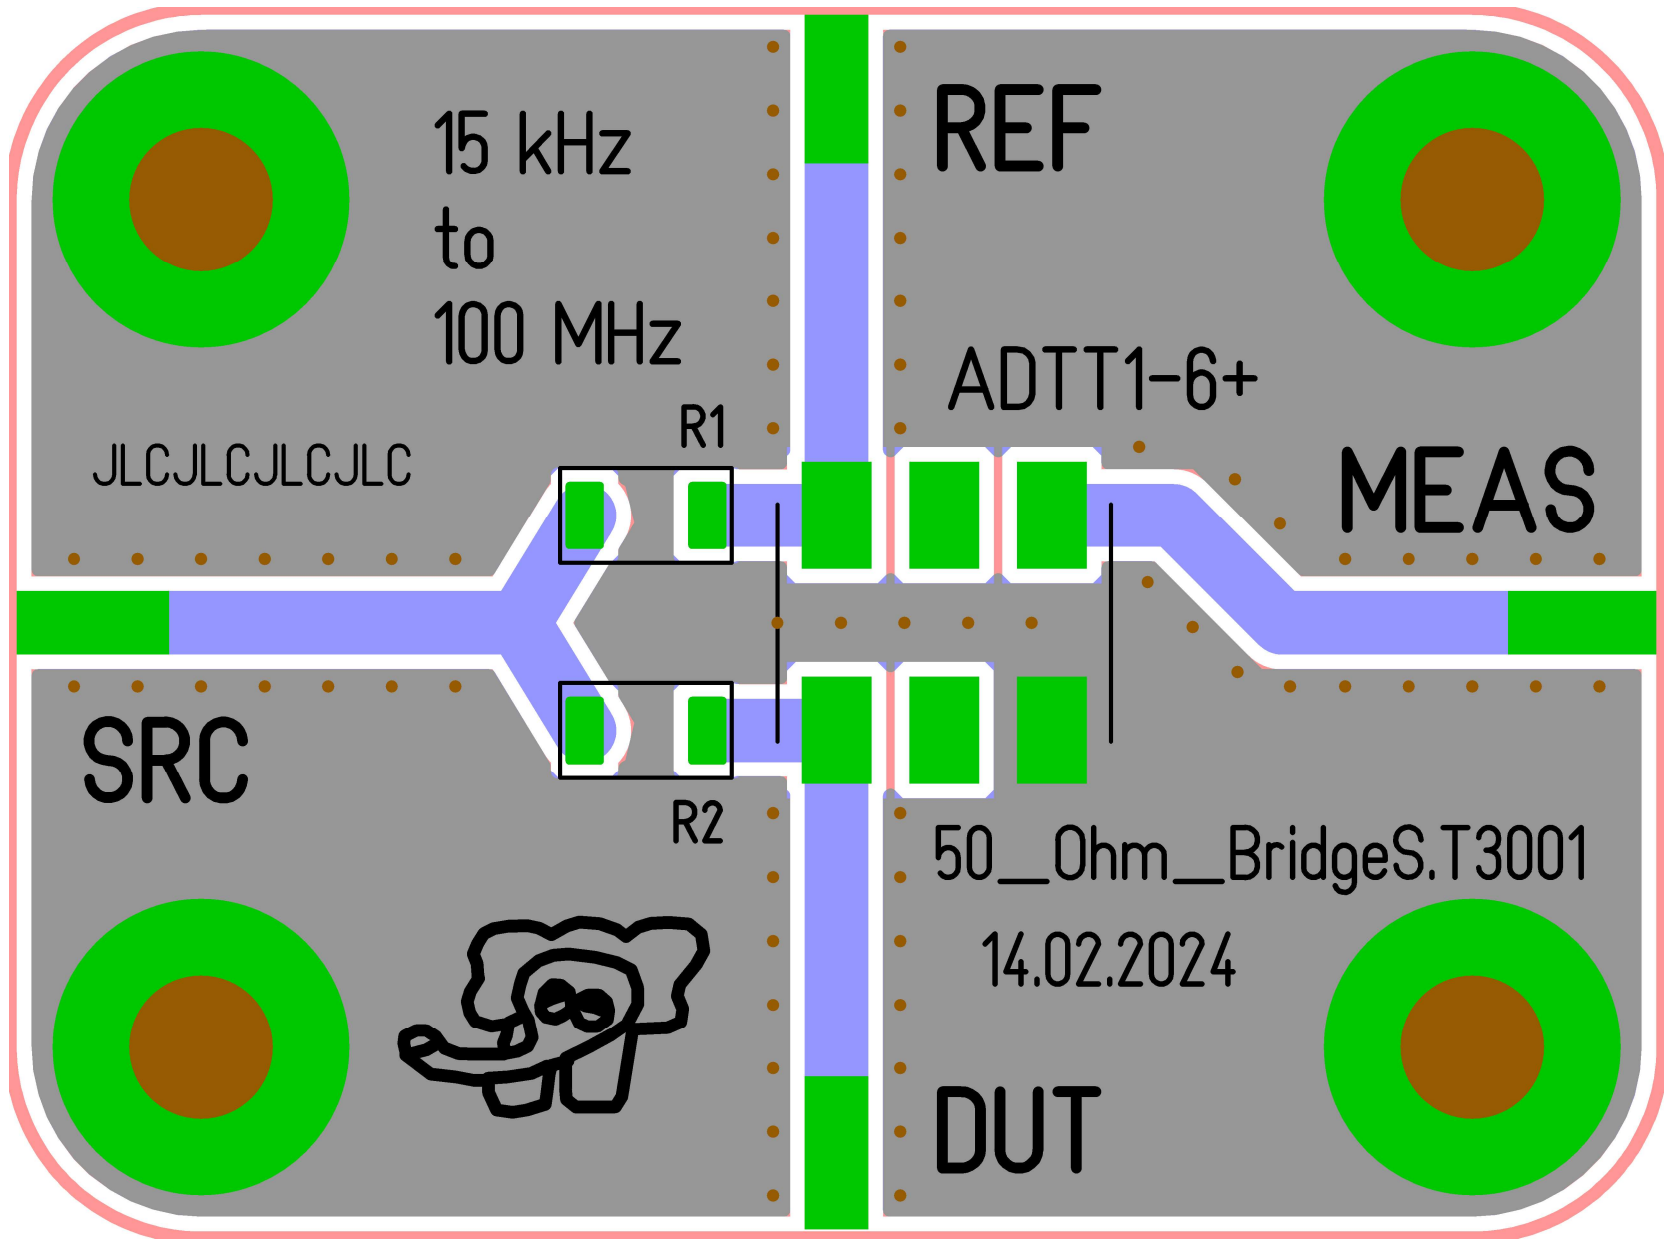 15 kHz
to
100 MHz
REF
ADTT1-6+
R1
JLCJLCJLCJLC
MEAS
SRC
R2
50_Ohm_BridgeS.T3001
14.02.2024
DUT